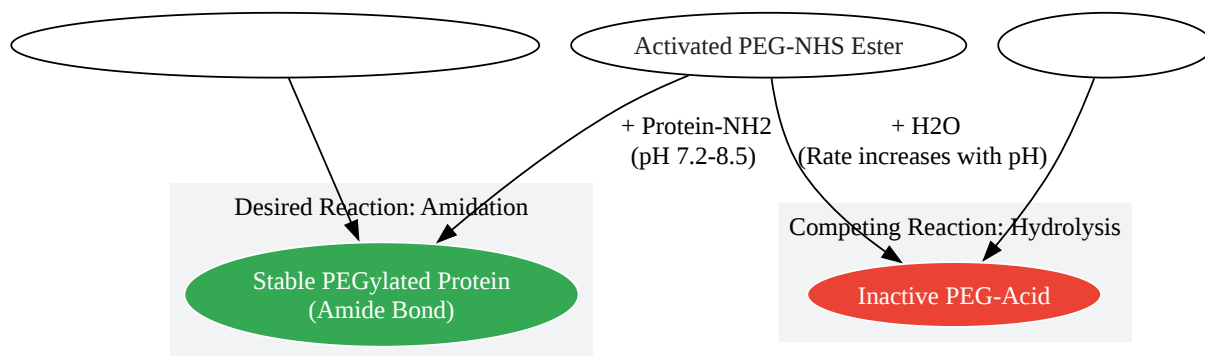 Activated PEG-NHS Ester
+ Protein-NH2
(pH 7.2-8.5)
+ H2O
(Rate increases with pH)
Desired Reaction: Amidation
Competing Reaction: Hydrolysis
Stable PEGylated Protein
(Amide Bond)
Inactive PEG-Acid